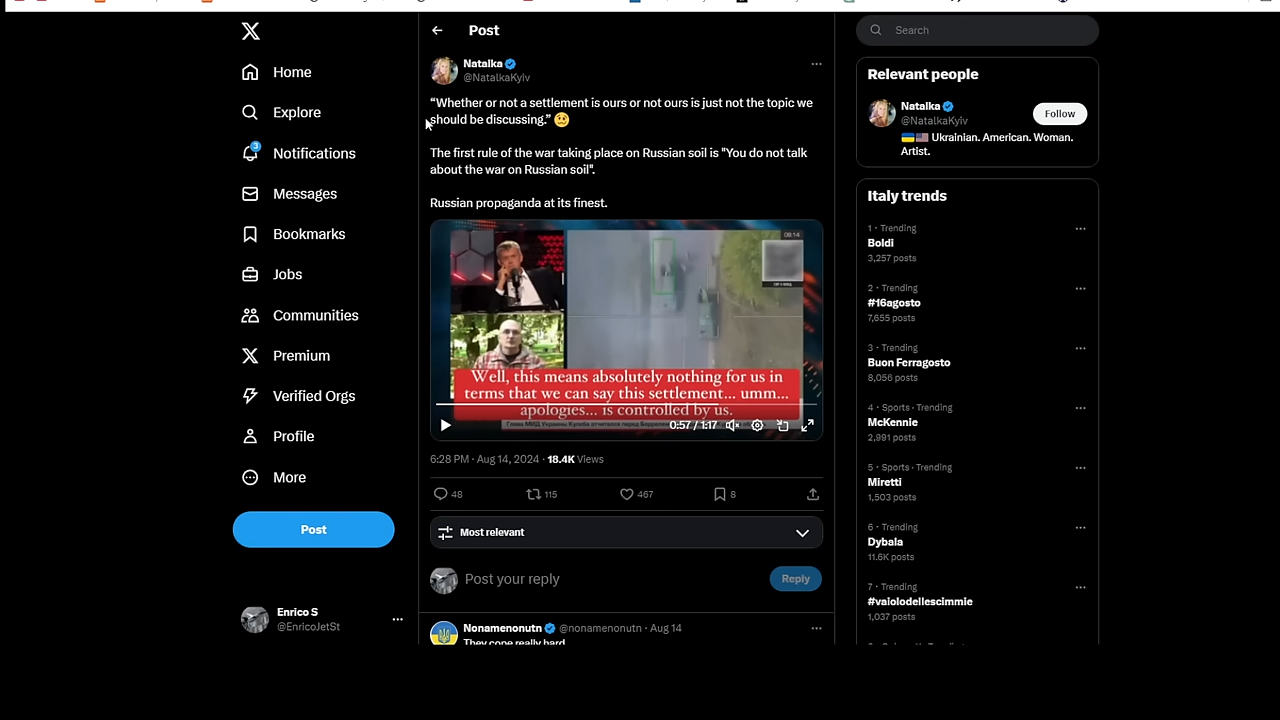 Home
Explore
3
Notifications
Messages
Bookmarks
Jobs
Communities
Premium
Verified Orgs
Profile
More
Post
Enrico S
@EnricoJetSt
Post
Natalka
@NatalkaKyiv
“Whether or not a settlement is ours or not ours is just not the topic we
should be discussing.” 🥴
The first rule of the war taking place on Russian soil is "You do not talk
about the war on Russian soil".
Russian propaganda at its finest.
08:14
Well, this means absolutely nothing for us in
terms that we can say this settlement... umm...
apologies... is controlled by us.
Глава МИД Украины Кулеба отчитался перед
0:57 / 1:17
6:28 PM · Aug 14, 2024 · 18.4K Views
48
115
467
8
Most relevant
Post your reply
Reply
Nonamenonutn @nonamenonutn · Aug 14
They cope really hard
Search
Relevant people
Natalka
@NatalkaKyiv
Follow
🇺🇦🇺🇸 Ukrainian. American. Woman.
Artist.
Italy trends
1 · Trending
Boldi
3,257 posts
2 · Trending
#16agosto
7,655 posts
3 · Trending
Buon Ferragosto
8,056 posts
4 · Sports · Trending
McKennie
2,991 posts
5 · Sports · Trending
Miretti
1,503 posts
6 · Trending
Dybala
11.6K posts
7 · Trending
#vaiolodellescimmie
1,037 posts